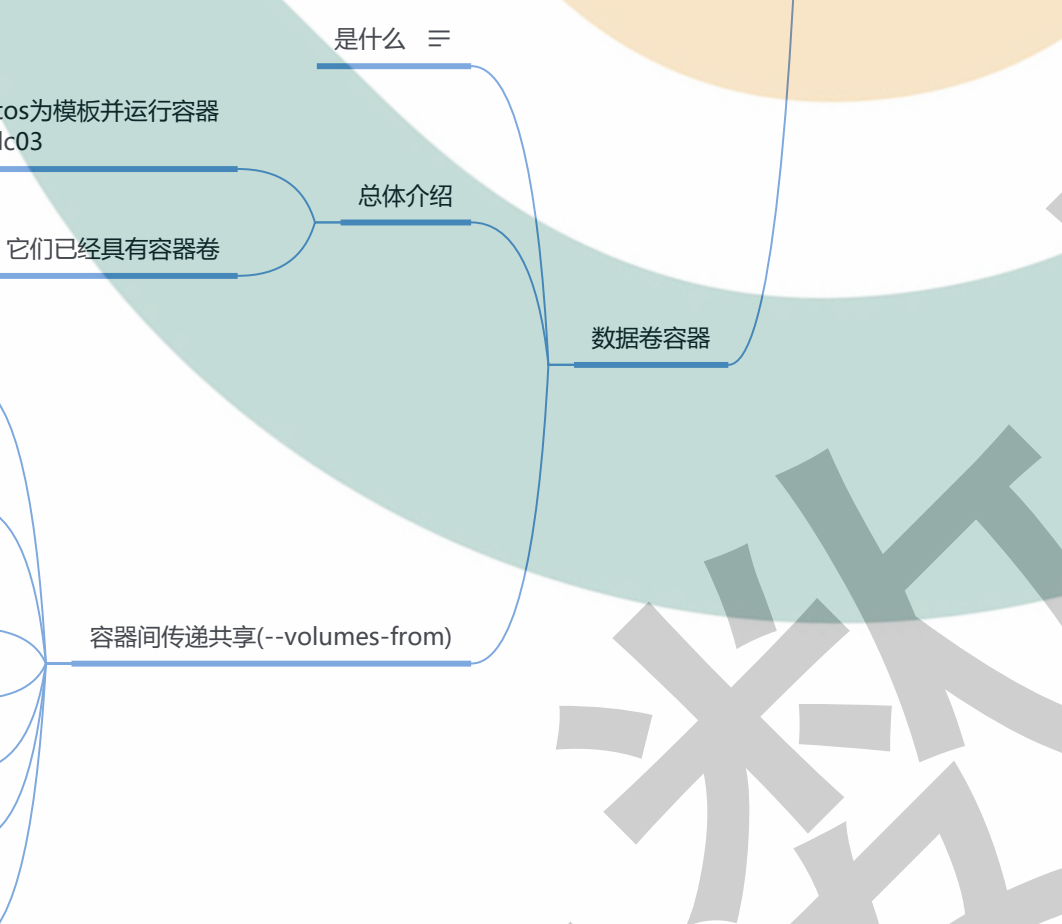 是什么
tos为模板并运行容器
lc03
总体介绍
它们已经具有容器卷
数据卷容器
容器间传递共享(--volumes-from)